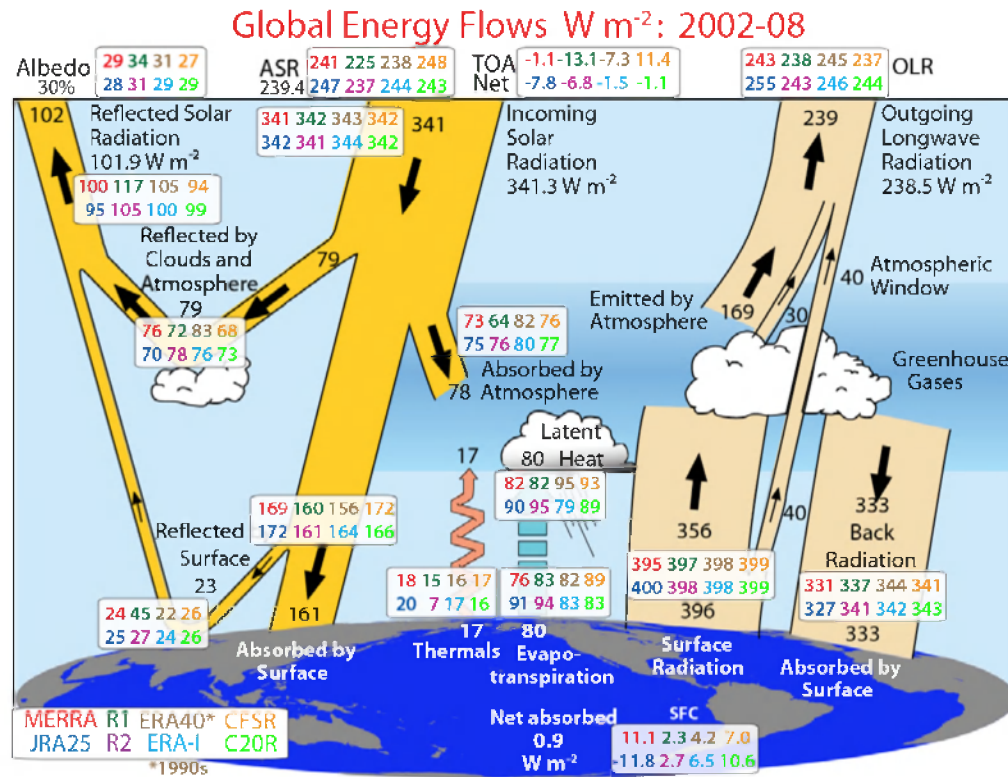 Global Energy Flows W m-2: 2002-08
Albedo
30%
29 34 31 27
28 31 29 29
ASR
239.4
241 225 238 248
247 237 244 243
TOA
Net
-1.1 -13.1 -7.3 11.4
-7.8 -6.8 -1.5 -1.1
243 238 245 237
255 243 246 244
OLR
102
Reflected Solar
Radiation
101.9 W m-2
100 117 105 94
95 105 100 99
341 342 343 342
342 341 344 342
341
Incoming
Solar
Radiation
341.3 W m-2
239
Outgoing
Longwave
Radiation
238.5 W m-2
Reflected by
Clouds and
Atmosphere
79
79
76 72 83 68
70 78 76 73
73 64 82 76
75 76 80 77
Absorbed by
Atmosphere
78
Emitted by
Atmosphere
169
30
40
Atmospheric
Window
Greenhouse
Gases
17
Latent
80 Heat
82 82 95 93
90 95 79 89
169 160 156 172
172 161 164 166
Reflected
Surface
23
24 45 22 26
25 27 24 26
161
Absorbed by
Surface
18 15 16 17
20 7 17 16
17
Thermals
76 83 82 89
91 94 83 83
80
Evapo-
transpiration
356
395 397 398 399
400 398 398 399
396
Surface
Radiation
40
333
Back
Radiation
331 337 344 341
327 341 342 343
333
Absorbed by
Surface
Net absorbed
0.9
W m-2
SFC
11.1 2.3 4.2 7.0
-11.8 2.7 6.5 10.6
MERRA R1 ERA40* CFSR
JRA25 R2 ERA-I C20R
*1990s